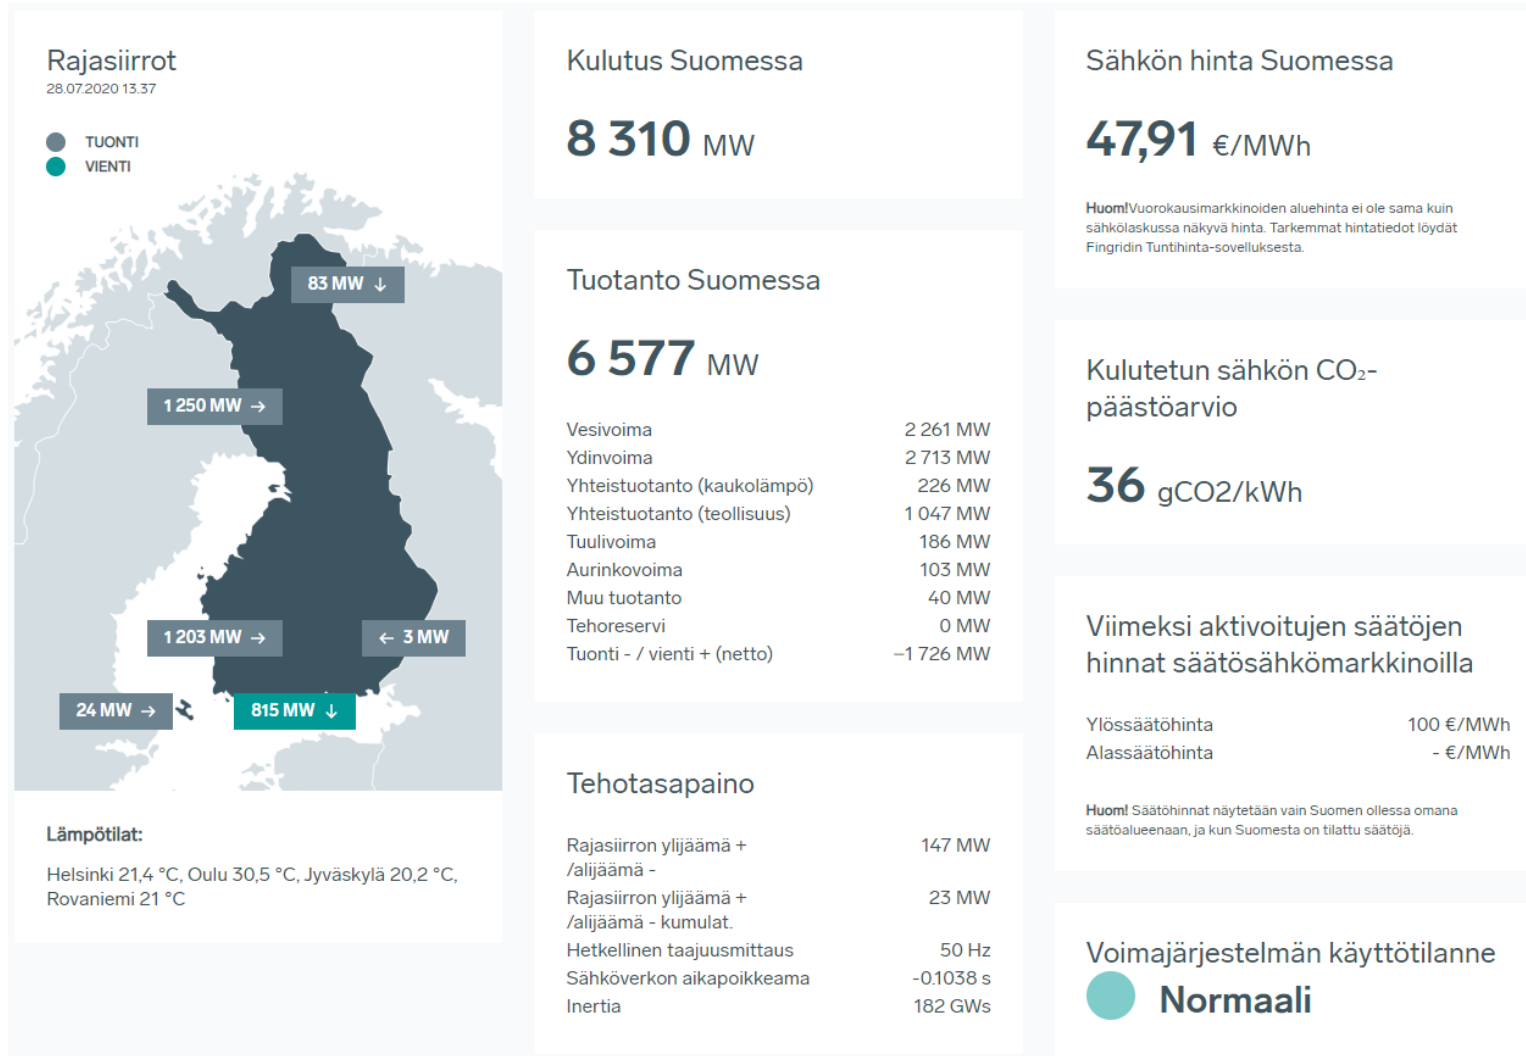 Rajasiirrot
28.07.2020 13.37
TUONTI
VIENTI
83 MW ↓
1 250 MW →
1 203 MW →
← 3 MW
24 MW →
815 MW ↓
Lämpötilat:
Helsinki 21,4 °C, Oulu 30,5 °C, Jyväskylä 20,2 °C,
Rovaniemi 21 °C
Kulutus Suomessa
8 310 MW
Tuotanto Suomessa
6 577 MW
Vesivoima 2 261 MW
Ydinvoima 2 713 MW
Yhteistuotanto (kaukolämpö) 226 MW
Yhteistuotanto (teollisuus) 1 047 MW
Tuulivoima 186 MW
Aurinkovoima 103 MW
Muu tuotanto 40 MW
Tehoreservi 0 MW
Tuonti - / vienti + (netto) −1 726 MW
Tehotasapaino
Rajasiirron ylijäämä + 147 MW
/alijäämä -
Rajasiirron ylijäämä + 23 MW
/alijäämä - kumulat.
Hetkellinen taajuusmittaus 50 Hz
Sähköverkon aikapoikkeama -0.1038 s
Inertia 182 GWs
Sähkön hinta Suomessa
47,91 €/MWh
Huom!Vuorokausimarkkinoiden aluehinta ei ole sama kuin
sähkölaskussa näkyvä hinta. Tarkemmat hintatiedot löydät
Fingridin Tuntihinta-sovelluksesta.
Kulutetun sähkön CO₂-
päästöarvio
36 gCO2/kWh
Viimeksi aktivoitujen säätöjen
hinnat säätösähkömarkkinoilla
Ylössäätöhinta 100 €/MWh
Alassäätöhinta - €/MWh
Huom! Säätöhinnat näytetään vain Suomen ollessa omana
säätöalueenaan, ja kun Suomesta on tilattu säätöjä.
Voimajärjestelmän käyttötilanne
Normaali